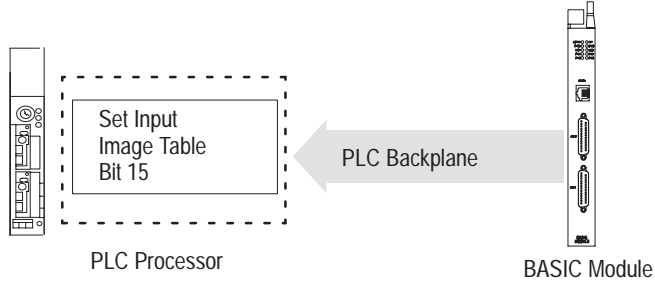 Set Input
Image Table
Bit 15
PLC Backplane
PLC Processor
BASIC Module